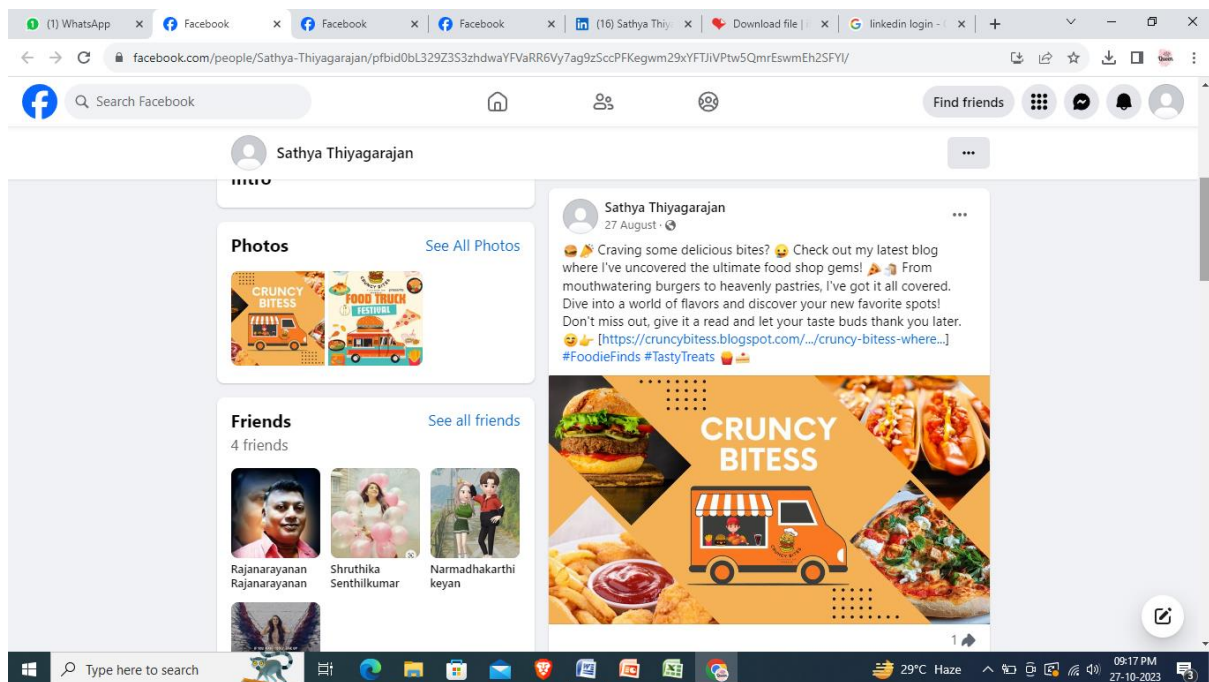 (1) WhatsApp
Facebook
Facebook
Facebook
(16) Sathya Thiy
Download file |
linkedin login -
facebook.com/people/Sathya-Thiyagarajan/pfbid0bL329Z3S3zhdwaYFVaRR6Vy7ag9zSccPFKegwm29xYFTJiVPtw5QmrEswmEh2SFYl/
Search Facebook
Find friends
Sathya Thiyagarajan
Intro
Photos
See All Photos
CRUNCY
BITESS
FOOD TRUCK
FESTIVAL
Friends
See all friends
4 friends
Rajanarayanan
Rajanarayanan
Shruthika
Senthilkumar
Narmadhakarthi
keyan
Sathya Thiyagarajan
27 August
🍔🎉 Craving some delicious bites? 😛 Check out my latest blog
where I've uncovered the ultimate food shop gems! 🍕 From
mouthwatering burgers to heavenly pastries, I've got it all covered.
Dive into a world of flavors and discover your new favorite spots!
Don't miss out, give it a read and let your taste buds thank you later.
😋👉 [https://cruncybitess.blogspot.com/.../cruncy-bitess-where...]
#FoodieFinds #TastyTreats 🍟🍰
CRUNCY
BITESS
1
Type here to search
29°C Haze
09:17 PM
27-10-2023